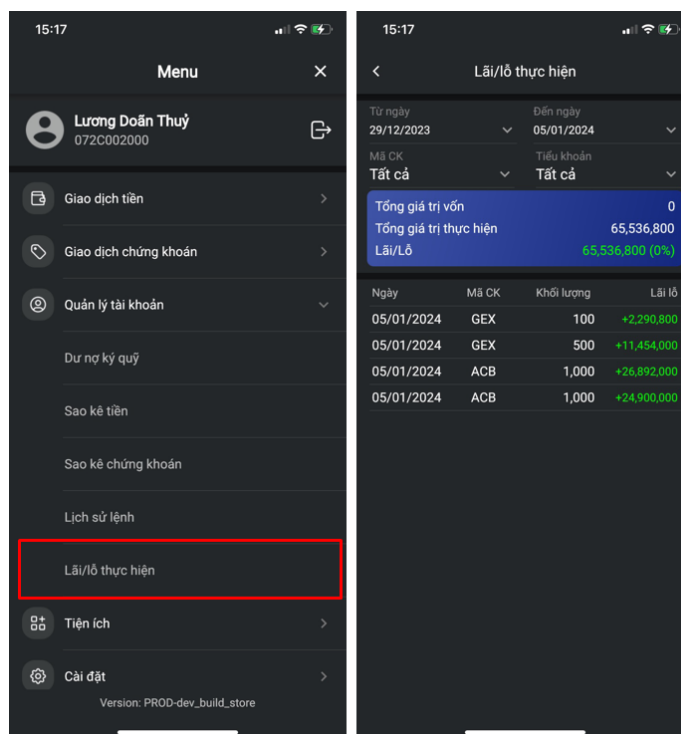 15:17
Menu
Lương Doãn Thuỷ
072C002000
Giao dịch tiền
Giao dịch chứng khoán
Quản lý tài khoản
Dư nợ ký quỹ
Sao kê tiền
Sao kê chứng khoán
Lịch sử lệnh
Lãi/lỗ thực hiện
Tiện ích
Cài đặt
Version: PROD-dev_build_store
15:17
Lãi/lỗ thực hiện
Từ ngày Đến ngày
29/12/2023 05/01/2024
Mã CK Tiểu khoản
Tất cả Tất cả
Tổng giá trị vốn 0
Tổng giá trị thực hiện 65,536,800
Lãi/Lỗ 65,536,800 (0%)
Ngày Mã CK Khối lượng Lãi lỗ
05/01/2024 GEX 100 +2,290,800
05/01/2024 GEX 500 +11,454,000
05/01/2024 ACB 1,000 +26,892,000
05/01/2024 ACB 1,000 +24,900,000